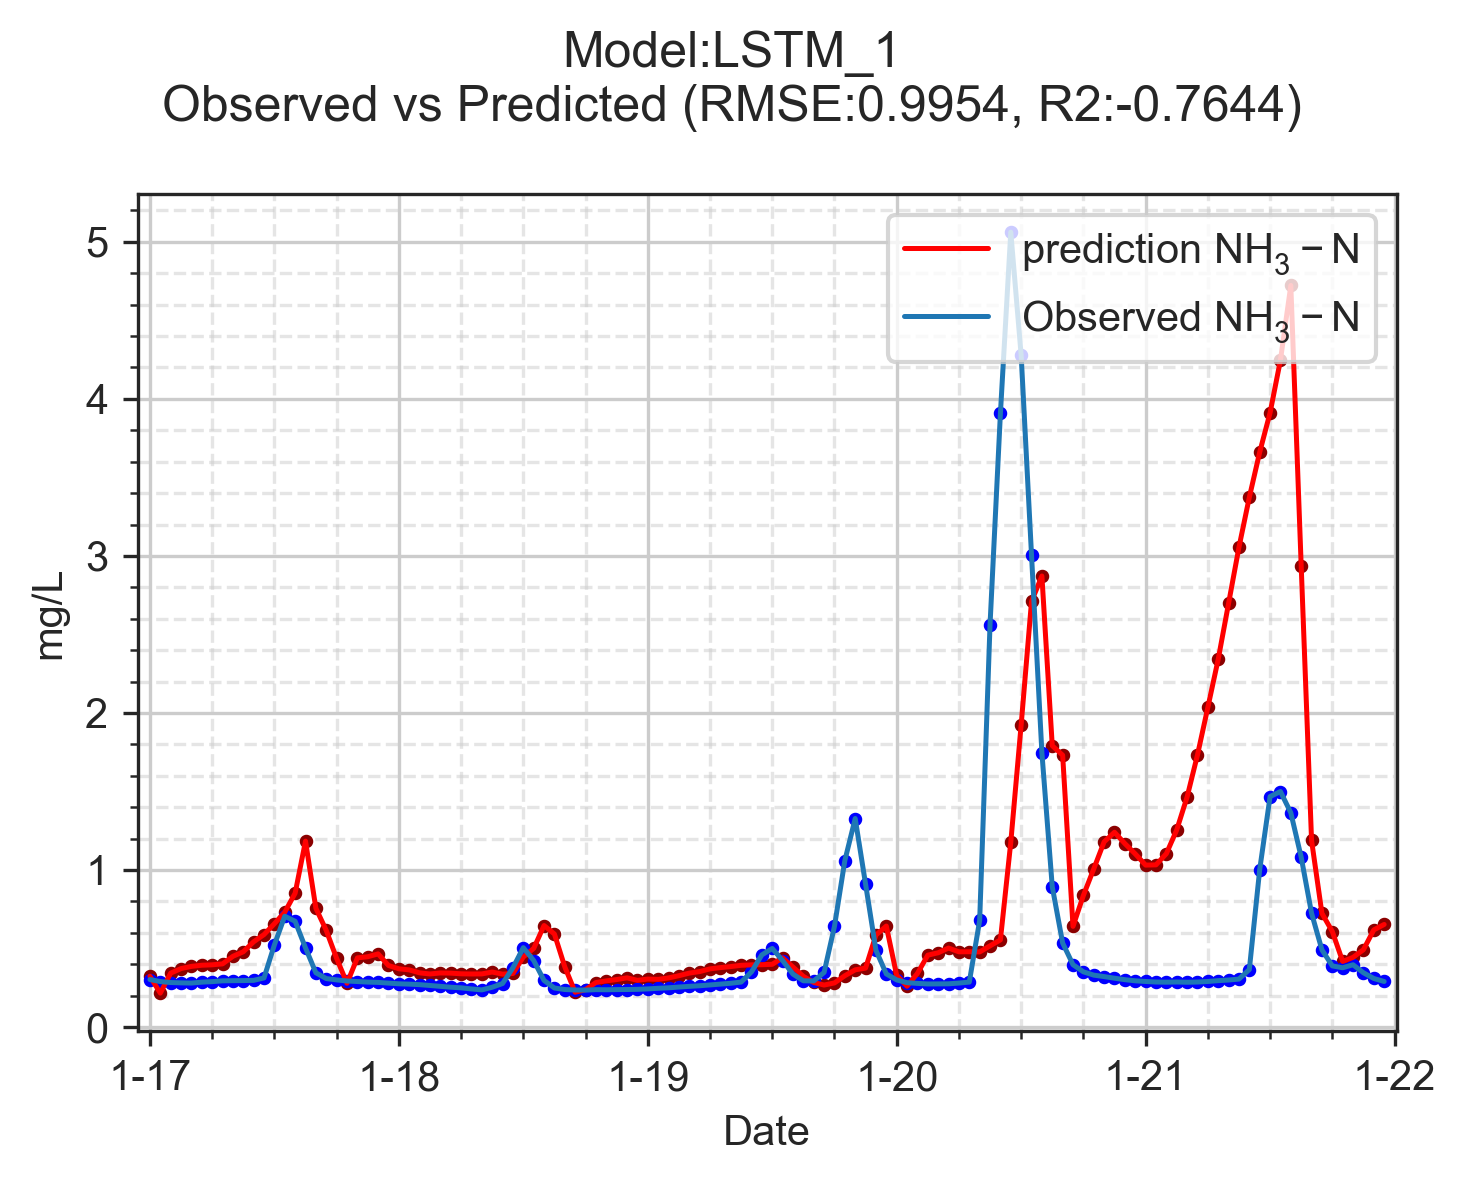 Model:LSTM_1
Observed vs Predicted (RMSE:0.9954, R2:-0.7644)
prediction NH₃ − N
Observed NH₃ − N
mg/L
5
4
3
2
1
0
1-17 1-18 1-19 1-20 1-21 1-22
Date